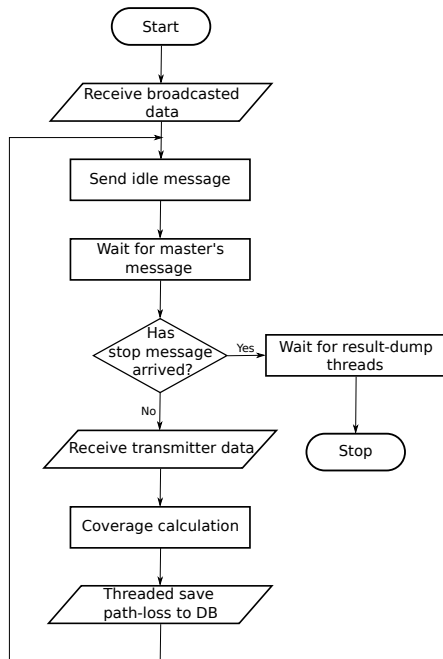 Start
Receive broadcasted
data
Send idle message
Wait for master's
message
Has
stop message
arrived?
Yes
Wait for result-dump
threads
No
Stop
Receive transmitter data
Coverage calculation
Threaded save
path-loss to DB